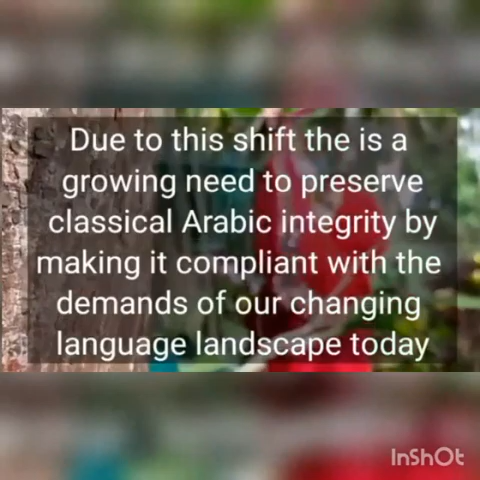 Due to this shift the is a
growing need to preserve
classical Arabic integrity by
making it compliant with the
demands of our changing
language landscape today
InShOt